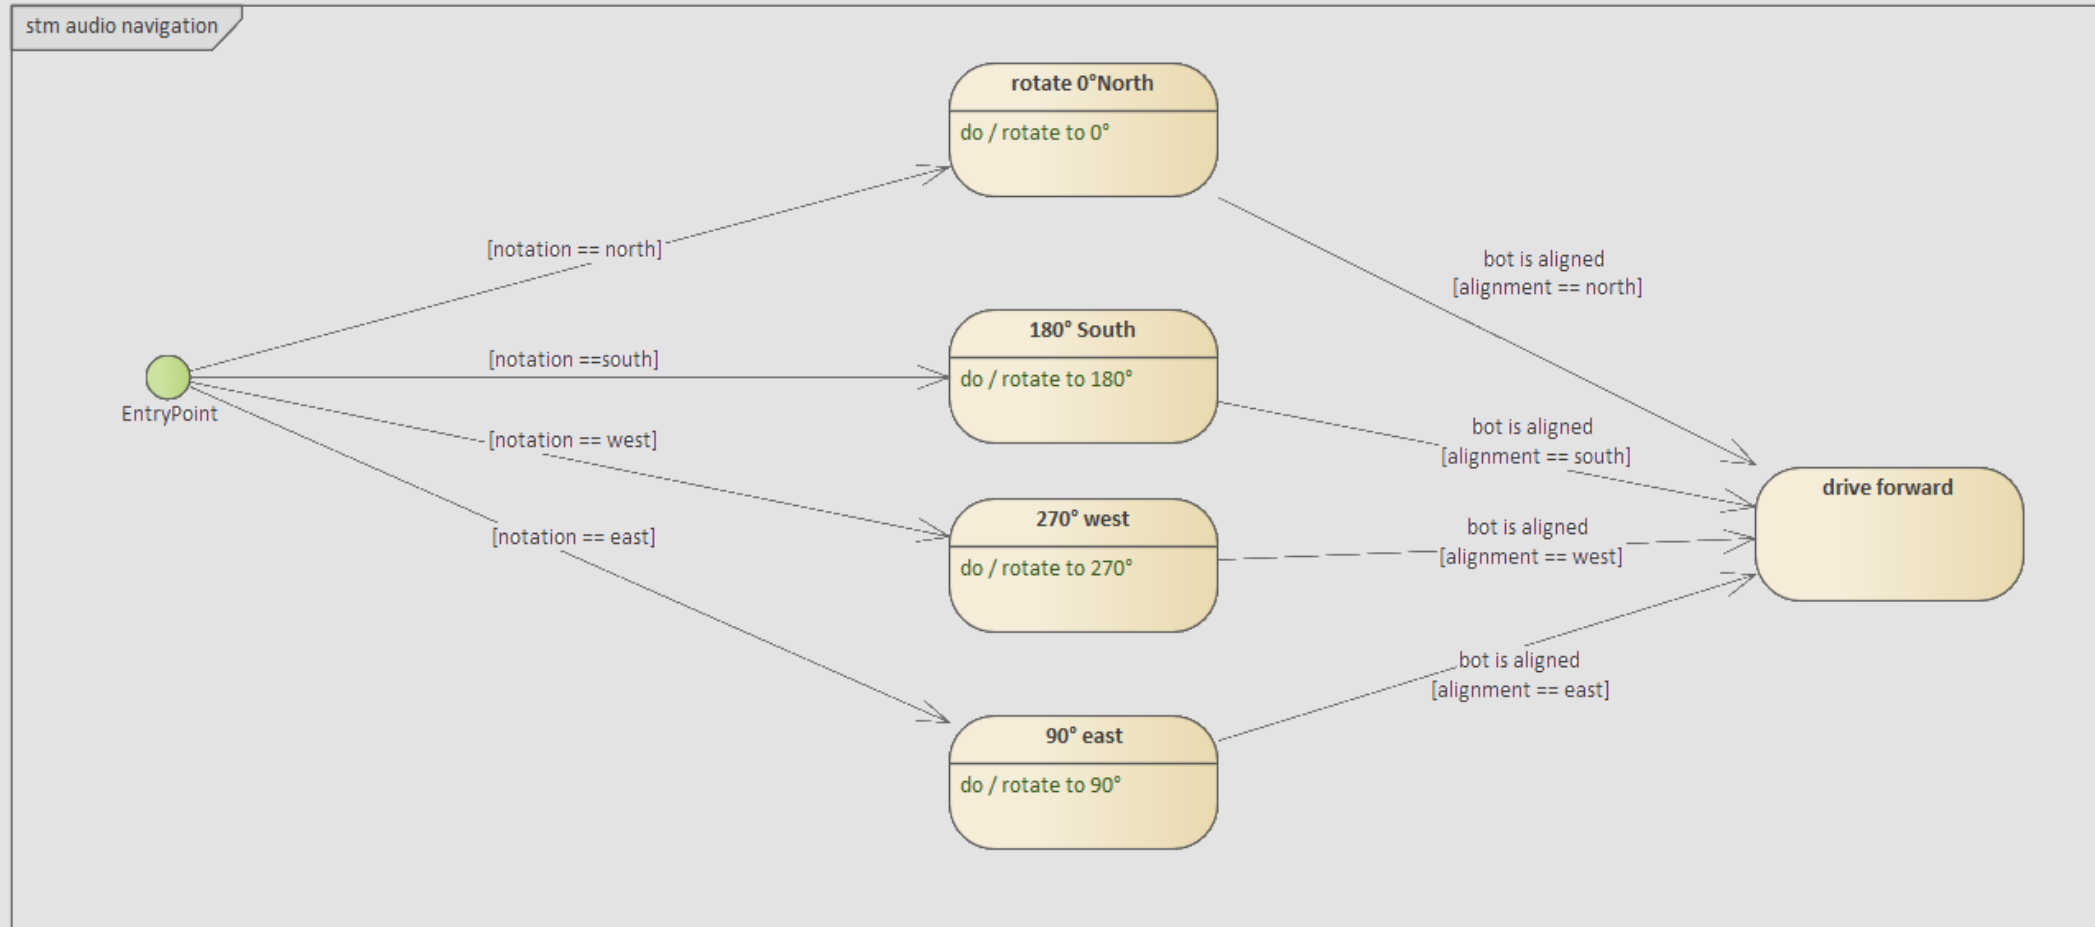 stm audio navigation
rotate 0°North
do / rotate to 0°
[notation == north]
bot is aligned
[alignment == north]
180° South
do / rotate to 180°
[notation ==south]
EntryPoint
bot is aligned
[alignment == south]
[notation == west]
drive forward
270° west
do / rotate to 270°
bot is aligned
[alignment == west]
[notation == east]
bot is aligned
[alignment == east]
90° east
do / rotate to 90°